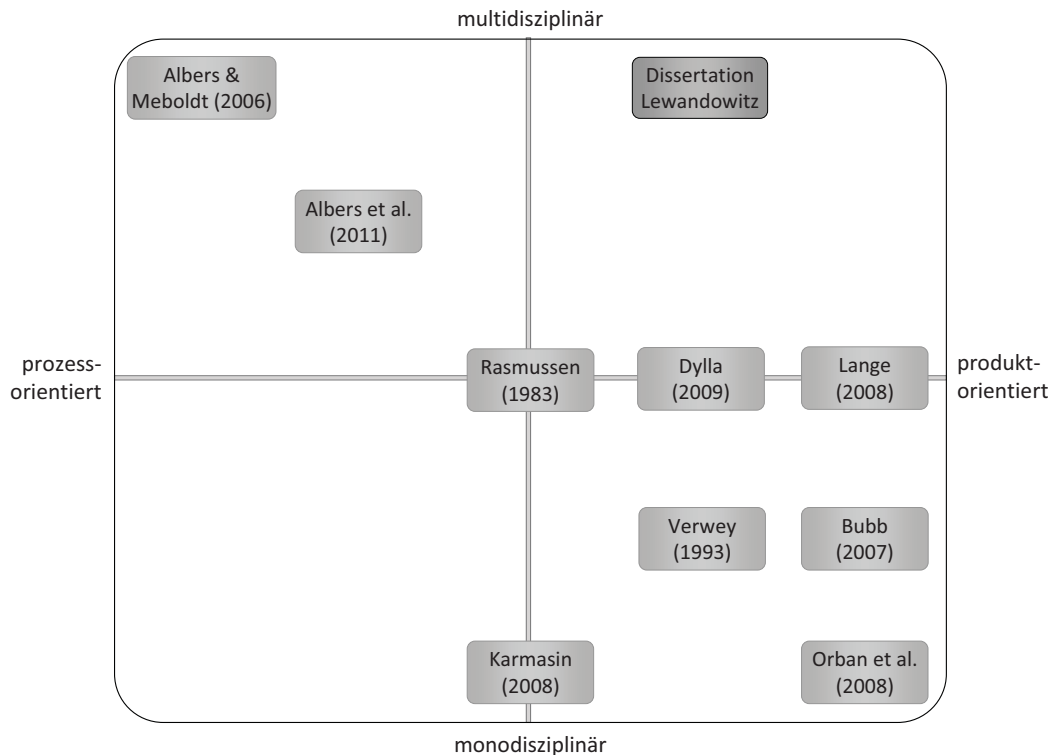 multidisziplinär
Albers &
Meboldt (2006)
Dissertation
Lewandowitz
Albers et al.
(2011)
prozess-
orientiert
Rasmussen
(1983)
Dylla
(2009)
Lange
(2008)
produkt-
orientiert
Verwey
(1993)
Bubb
(2007)
Karmasin
(2008)
Orban et al.
(2008)
monodisziplinär